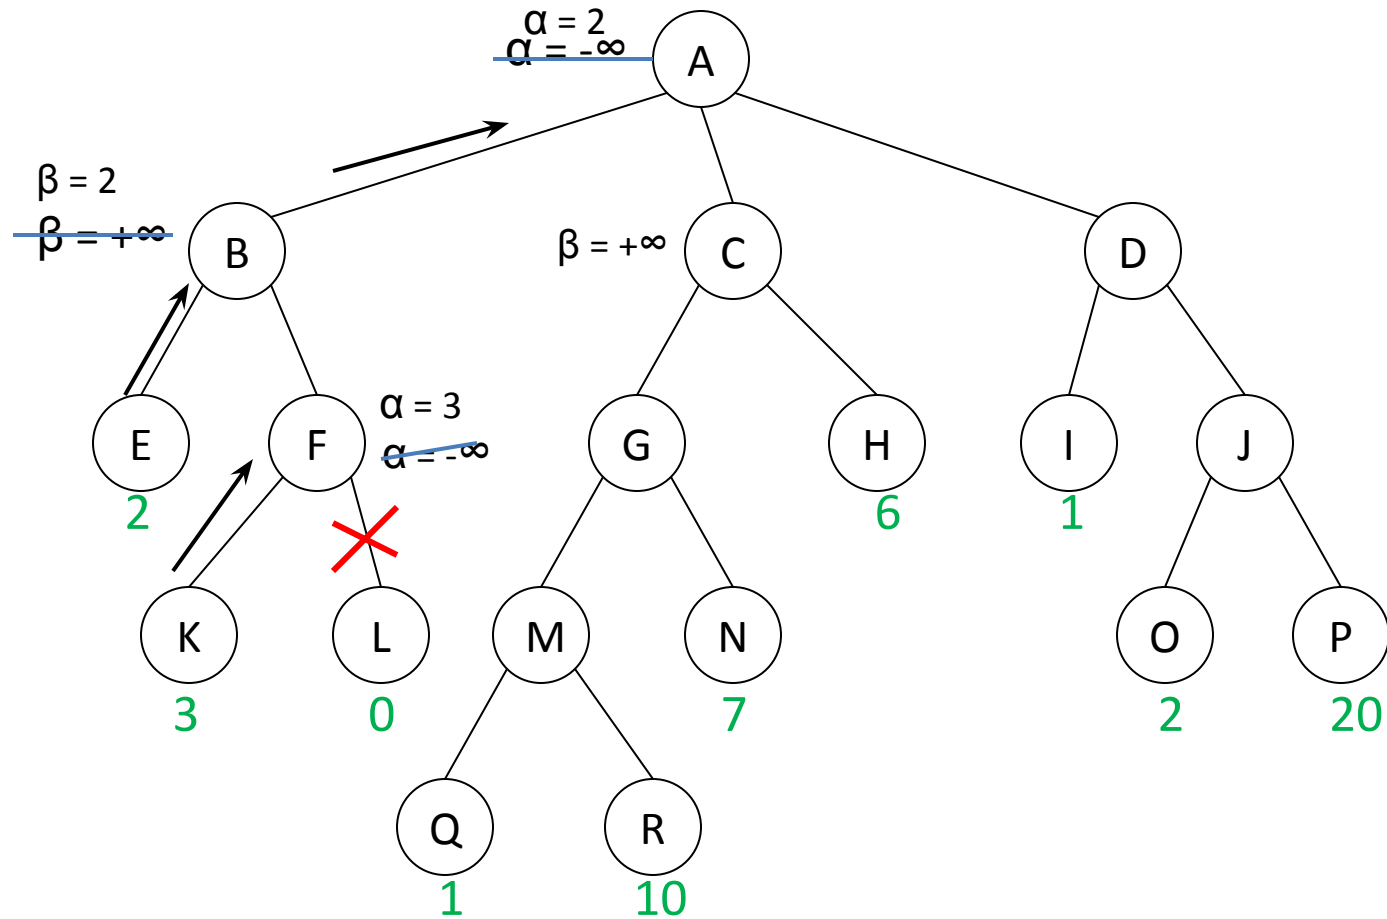 α = 2
α = -∞
A
β = 2
β = +∞
B
β = +∞
C
D
E
F
α = 3
α = -∞
G
H
I
J
2
6
1
K
L
M
N
O
P
3
0
7
2
20
Q
R
1
10